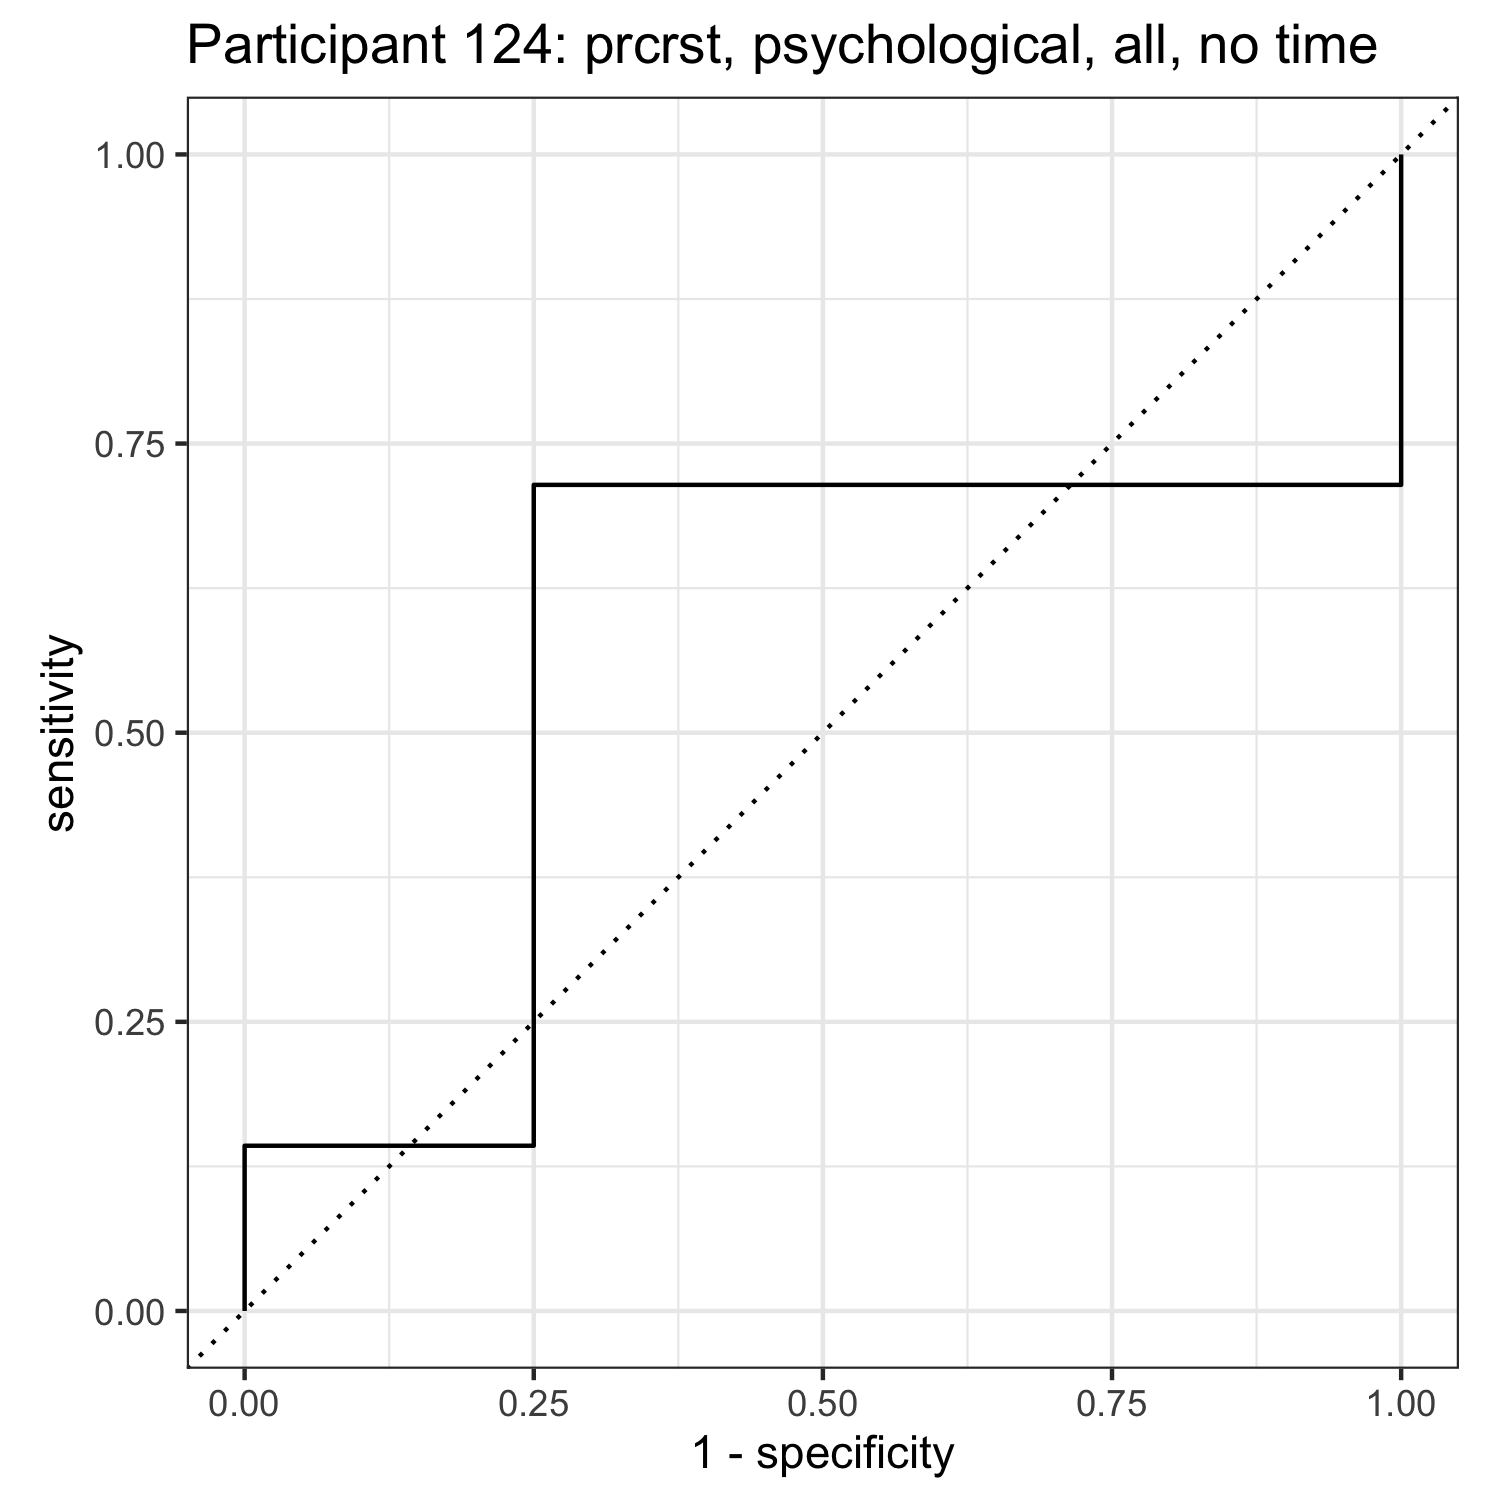 Participant 124: prcrst, psychological, all, no time
1.00
0.75
0.50
0.25
0.00
sensitivity
0.00 0.25 0.50 0.75 1.00
1 - specificity